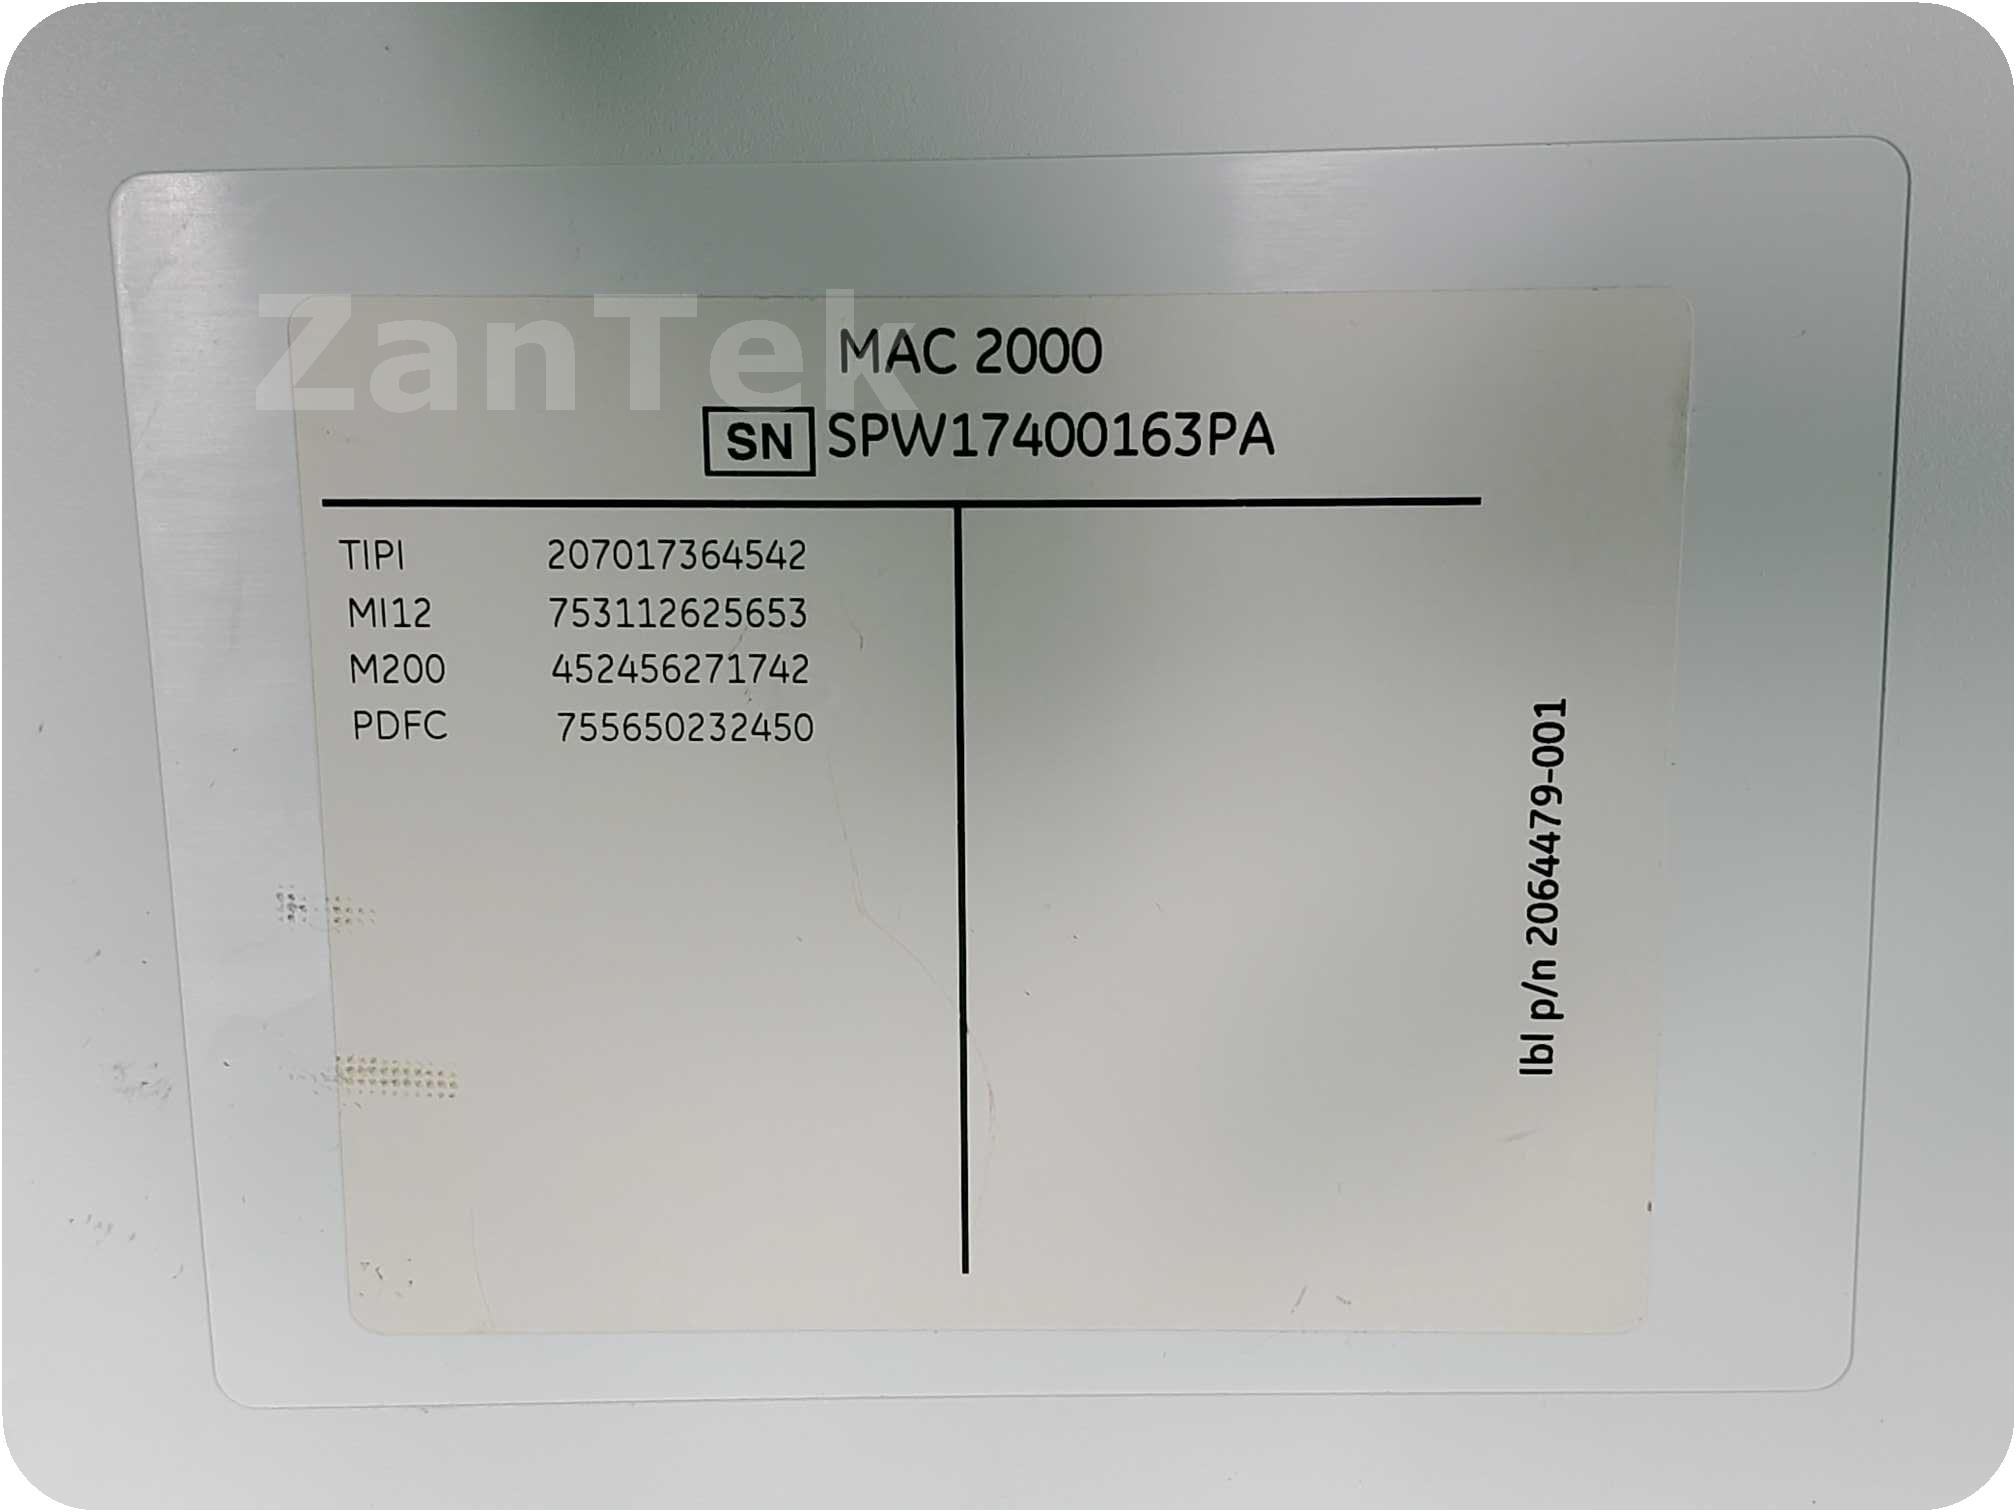 ZanTek
MAC 2000
SN SPW17400163PA
TIPI 207017364542
MI12 753112625653
M200 452456271742
PDFC 755650232450
lbl p/n 2064479-001